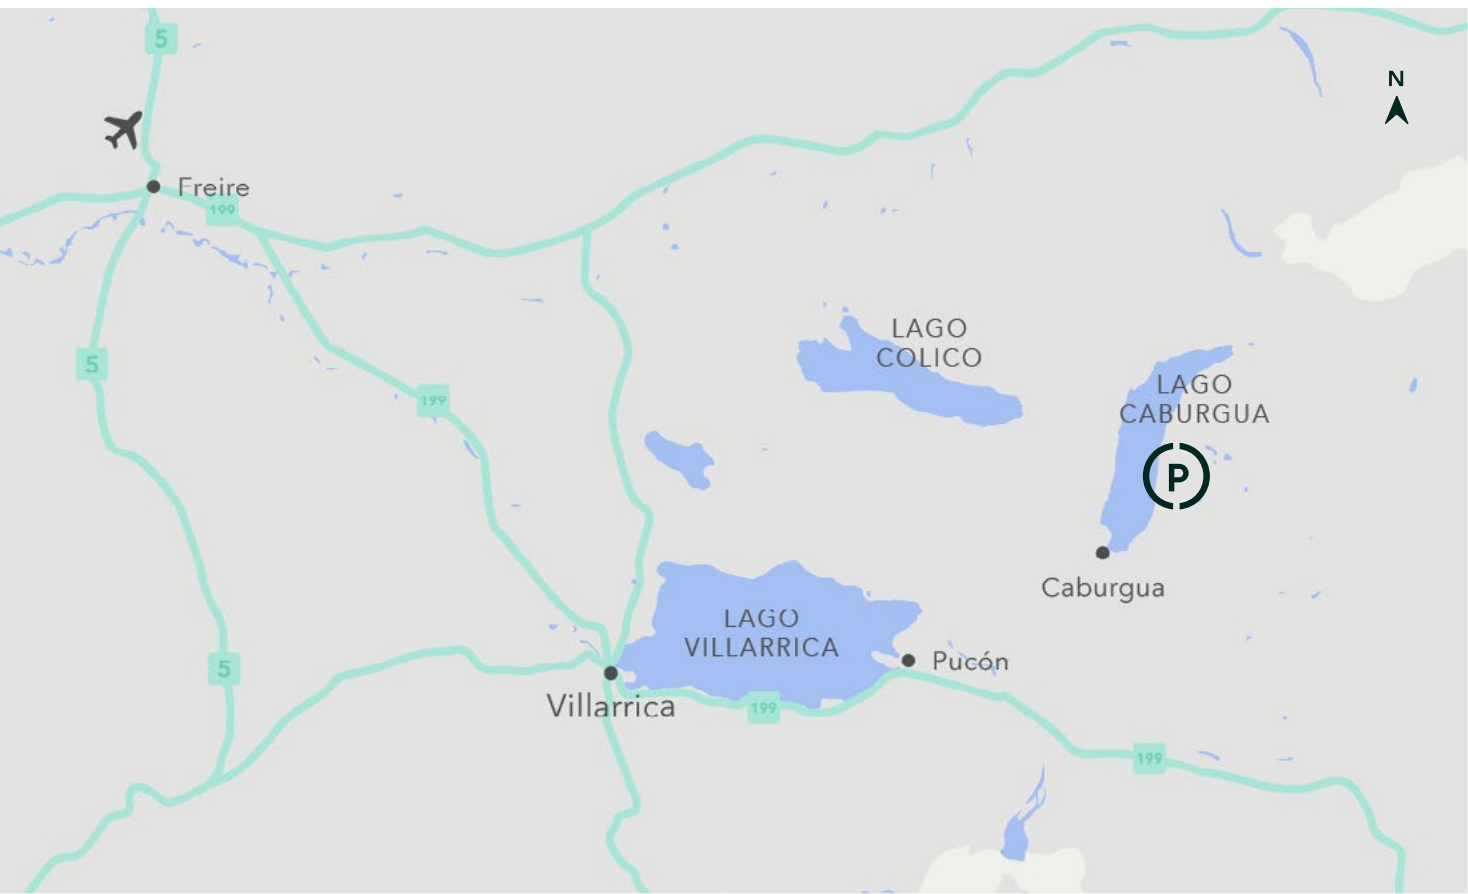 5
N
Freire
199
LAGO
COLICO
5
LAGO
CABURGUA
199
P
Caburgua
LAGO
VILLARRICA
5
Pucón
Villarrica
199
199